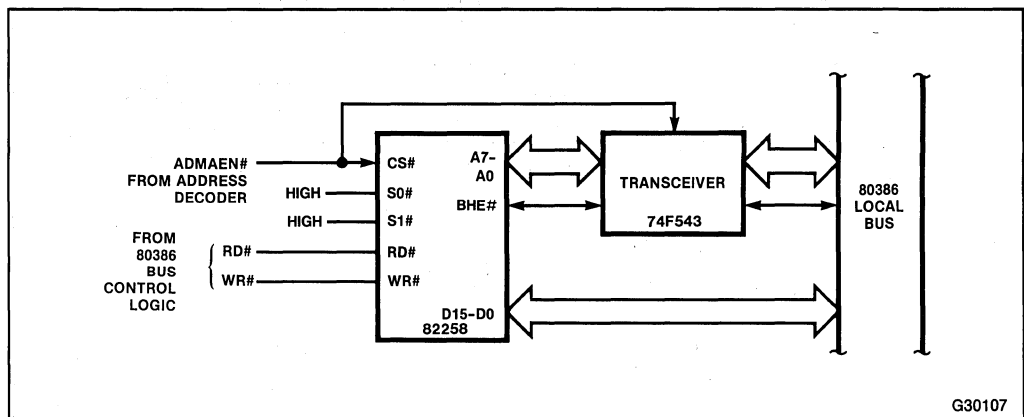 ADMAEN#
FROM ADDRESS
DECODER
HIGH
HIGH
FROM
80386
BUS
CONTROL
LOGIC
RD#
WR#
CS#
S0#
S1#
RD#
WR#
A7-
A0
BHE#
D15-D0
82258
TRANSCEIVER
74F543
80386
LOCAL
BUS
G30107